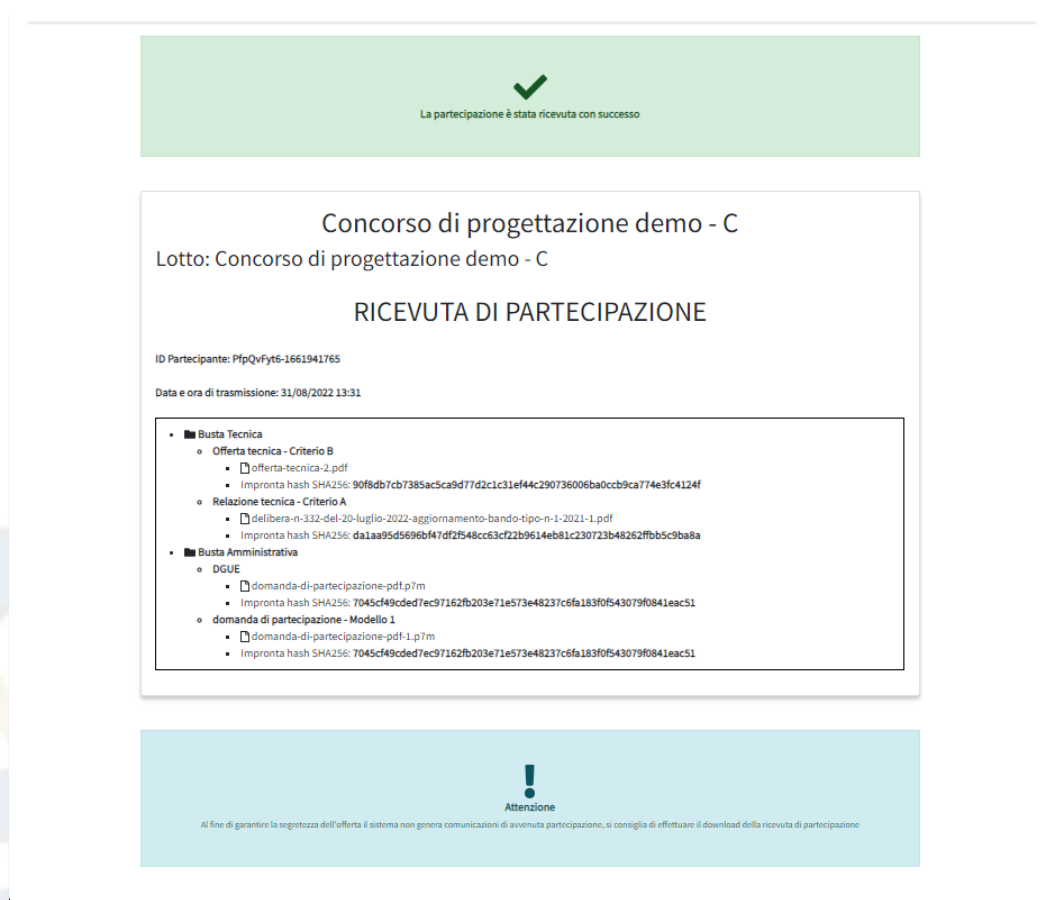 La partecipazione è stata ricevuta con successo
Concorso di progettazione demo - C
Lotto: Concorso di progettazione demo - C
RICEVUTA DI PARTECIPAZIONE
ID Partecipante: PfpQvFyt6-1661941765
Data e ora di trasmissione: 31/08/2022 13:31
Busta Tecnica
Offerta tecnica - Criterio B
offerta-tecnica-2.pdf
Impronta hash SHA256: 90f8db7cb7385ac5ca9d77d2c1c31ef44c290736006ba0ccb9ca774e3fc4124f
Relazione tecnica - Criterio A
delibera-n-332-del-20-luglio-2022-aggiornamento-bando-tipo-n-1-2021-1.pdf
Impronta hash SHA256: da1aa95d5696bf47df2f548cc63cf22b9614eb81c230723b48262ffbb5c9ba8a
Busta Amministrativa
DGUE
domanda-di-partecipazione-pdf.p7m
Impronta hash SHA256: 7045cf49cded7ec97162fb203e71e573e48237c6fa183f0f543079f0841eac51
domanda di partecipazione - Modello 1
domanda-di-partecipazione-pdf-1.p7m
Impronta hash SHA256: 7045cf49cded7ec97162fb203e71e573e48237c6fa183f0f543079f0841eac51
Attenzione
Al fine di garantire la segretezza dell'offerta il sistema non genera comunicazioni di avvenuta partecipazione, si consiglia di effettuare il download della ricevuta di partecipazione